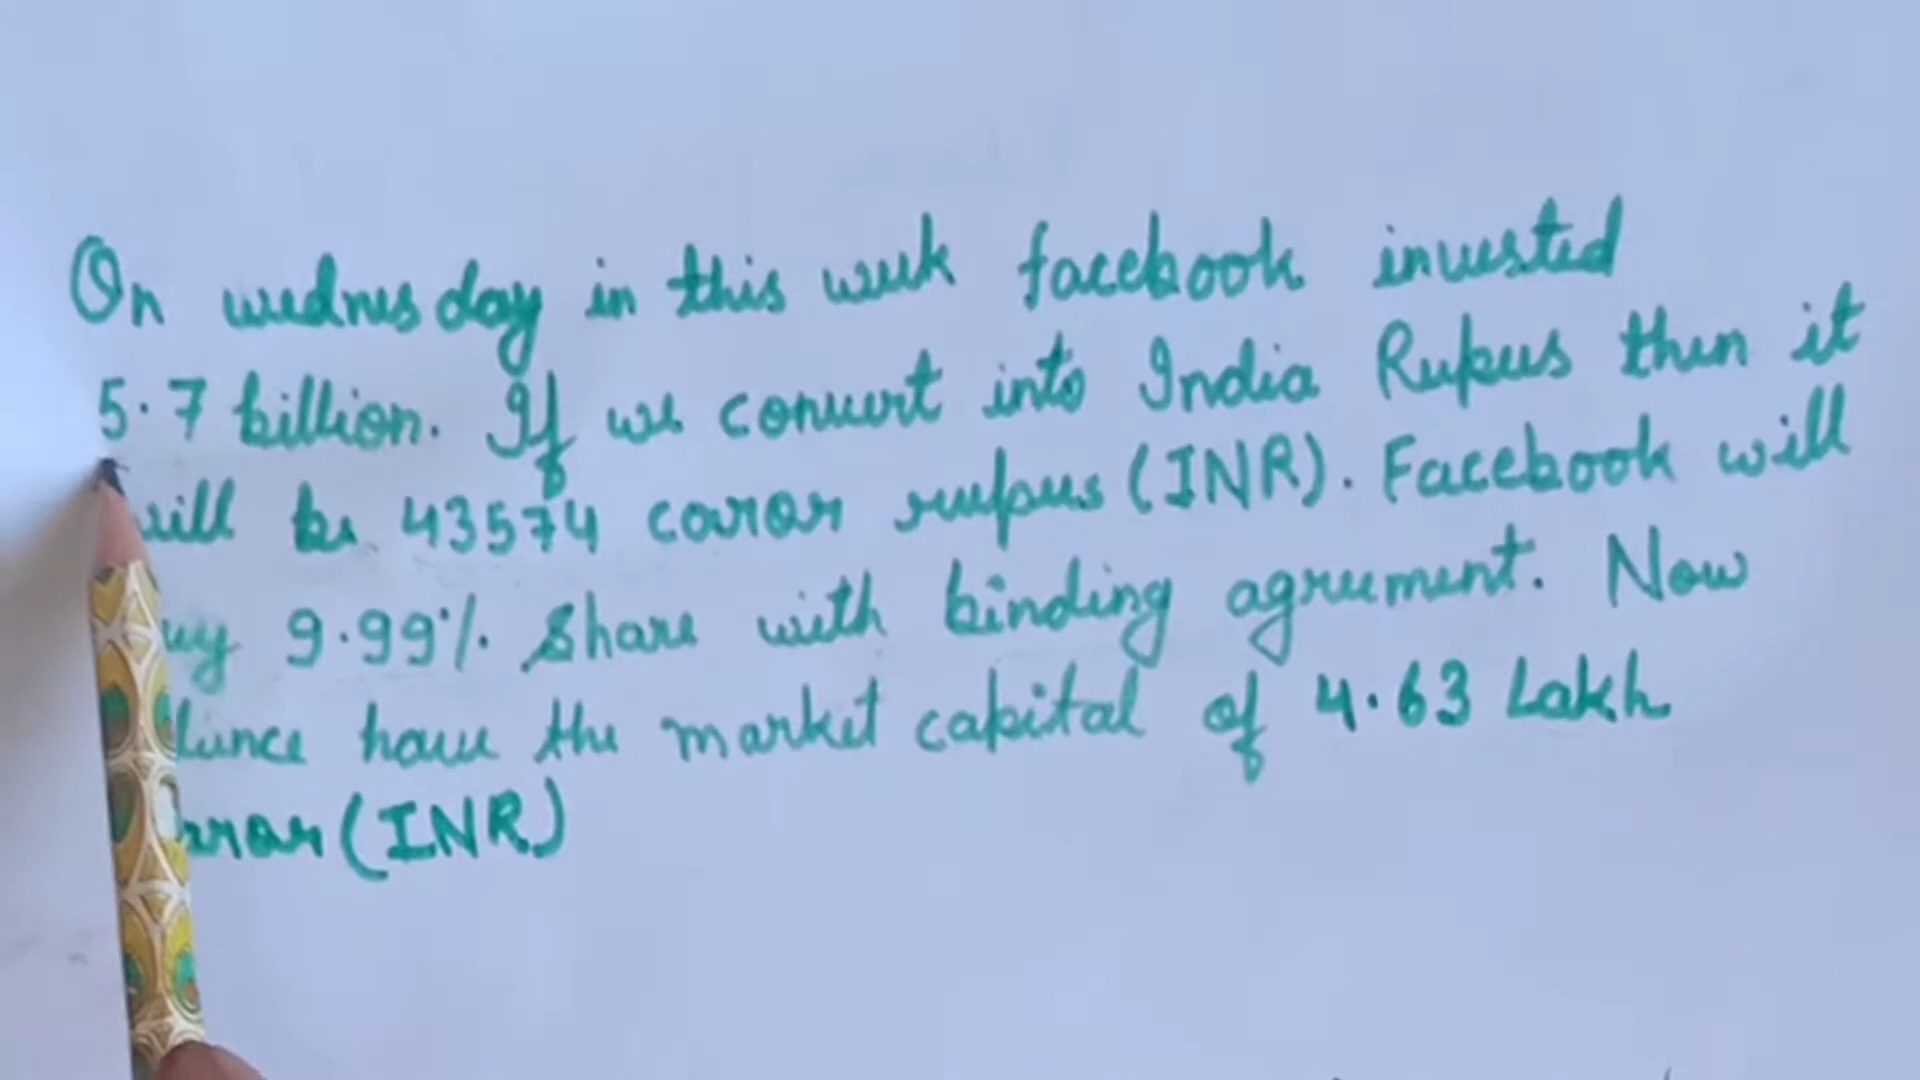 On wednesday in this week facebook invested
5.7 billion. If we convert into India Rupees then it
will be 43574 caror rupees (INR). Facebook will
9.99% Share with binding agreement. Now
have the market capital of 4.63 Lakh
(INR)